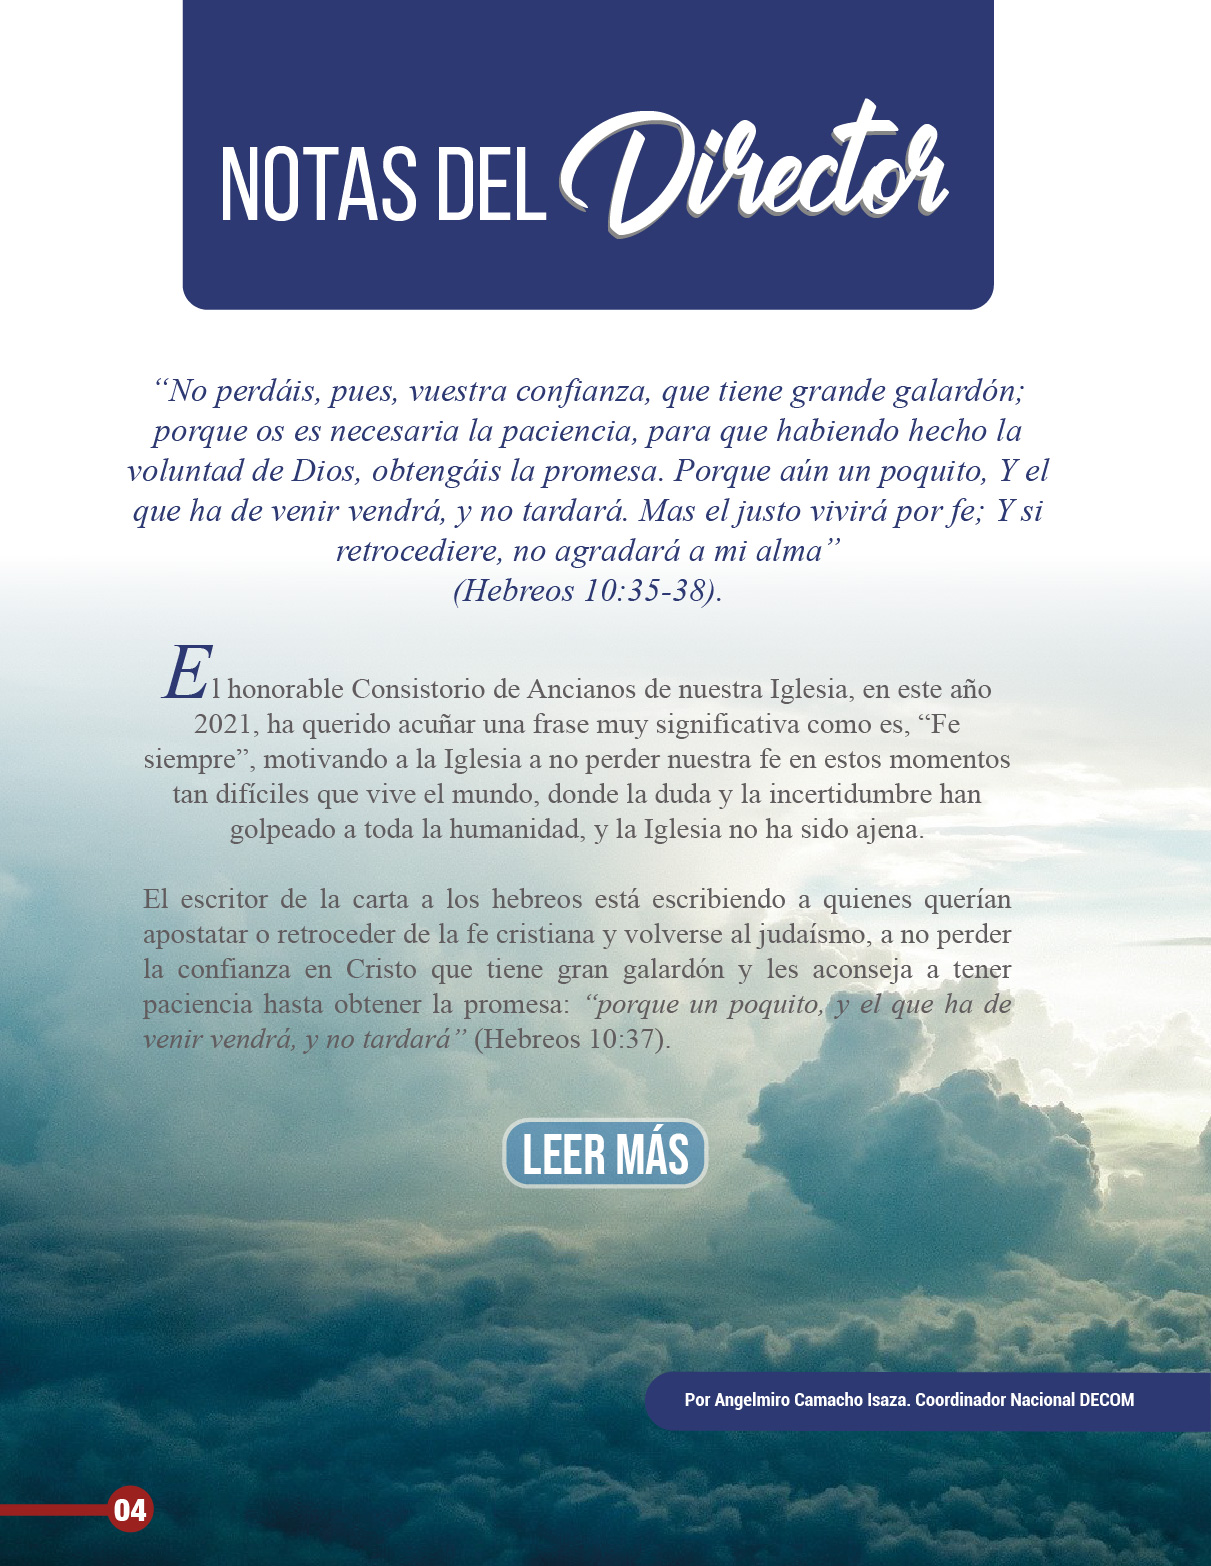 NOTAS DEL Director
“No perdáis, pues, vuestra confianza, que tiene grande galardón;
porque os es necesaria la paciencia, para que habiendo hecho la
voluntad de Dios, obtengáis la promesa. Porque aún un poquito, Y el
que ha de venir vendrá, y no tardará. Mas el justo vivirá por fe; Y si
retrocediere, no agradará a mi alma”
(Hebreos 10:35-38).
El honorable Consistorio de Ancianos de nuestra Iglesia, en este año
2021, ha querido acuñar una frase muy significativa como es, “Fe
siempre”, motivando a la Iglesia a no perder nuestra fe en estos momentos
tan difíciles que vive el mundo, donde la duda y la incertidumbre han
golpeado a toda la humanidad, y la Iglesia no ha sido ajena.
El escritor de la carta a los hebreos está escribiendo a quienes querían
apostatar o retroceder de la fe cristiana y volverse al judaísmo, a no perder
la confianza en Cristo que tiene gran galardón y les aconseja a tener
paciencia hasta obtener la promesa: “porque un poquito, y el que ha de
venir vendrá, y no tardará” (Hebreos 10:37).
LEER MÁS
Por Angelmiro Camacho Isaza. Coordinador Nacional DECOM
04